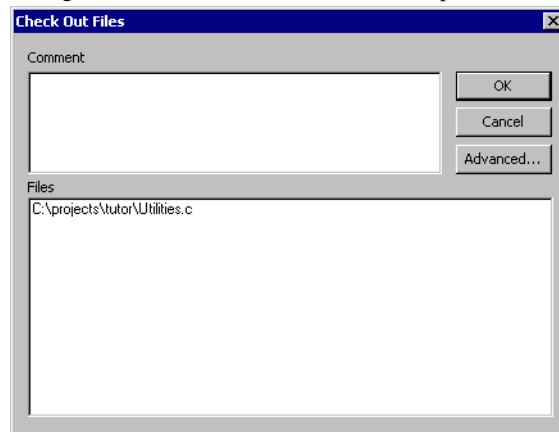 Check Out Files
Comment
OK
Cancel
Advanced...
Files
C:\projects\tutor\Utilities.c